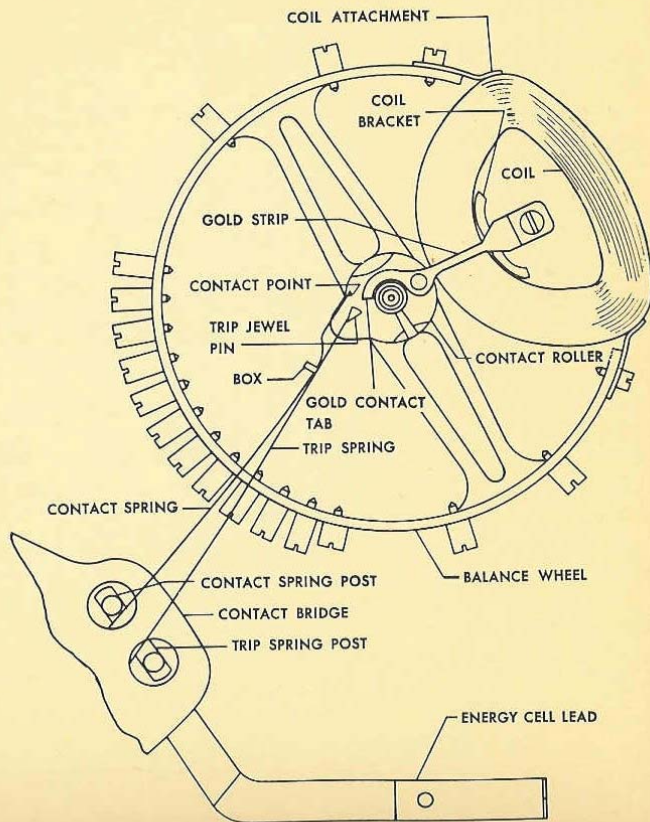 COIL ATTACHMENT
COIL
BRACKET
COIL
GOLD STRIP
CONTACT POINT
TRIP JEWEL
PIN
CONTACT ROLLER
BOX
GOLD CONTACT
TAB
TRIP SPRING
CONTACT SPRING
BALANCE WHEEL
CONTACT SPRING POST
CONTACT BRIDGE
TRIP SPRING POST
ENERGY CELL LEAD